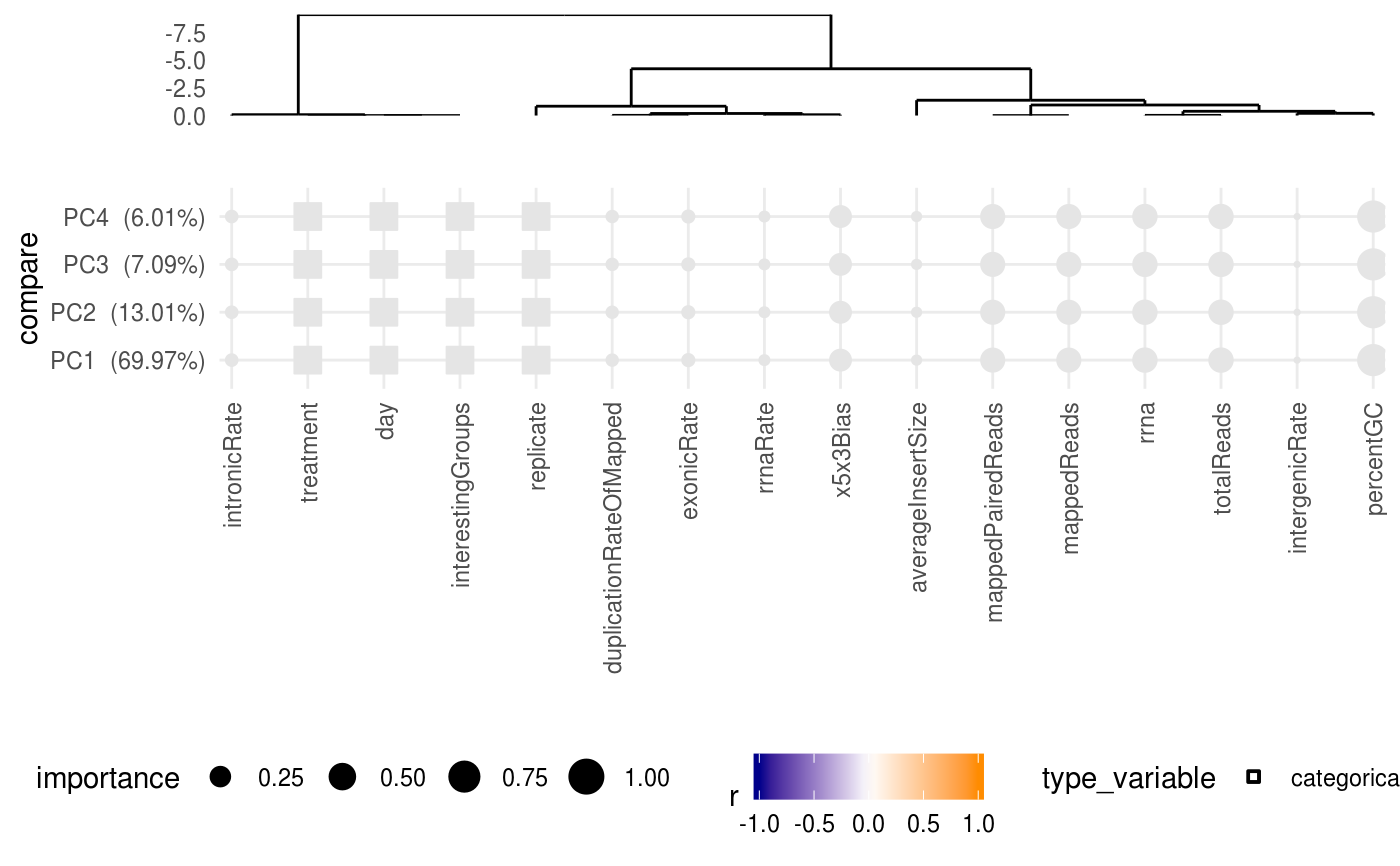 -7.5
-5.0
-2.5
0.0
compare
PC4 (6.01%)
PC3 (7.09%)
PC2 (13.01%)
PC1 (69.97%)
intronicRate
treatment
day
interestingGroups
replicate
duplicationRateOfMapped
exonicRate
rrnaRate
x5x3Bias
averageInsertSize
mappedPairedReads
mappedReads
rrna
totalReads
intergenicRate
percentGC
importance 0.25 0.50 0.75 1.00
r
-1.0 -0.5 0.0 0.5 1.0
type_variable categorica